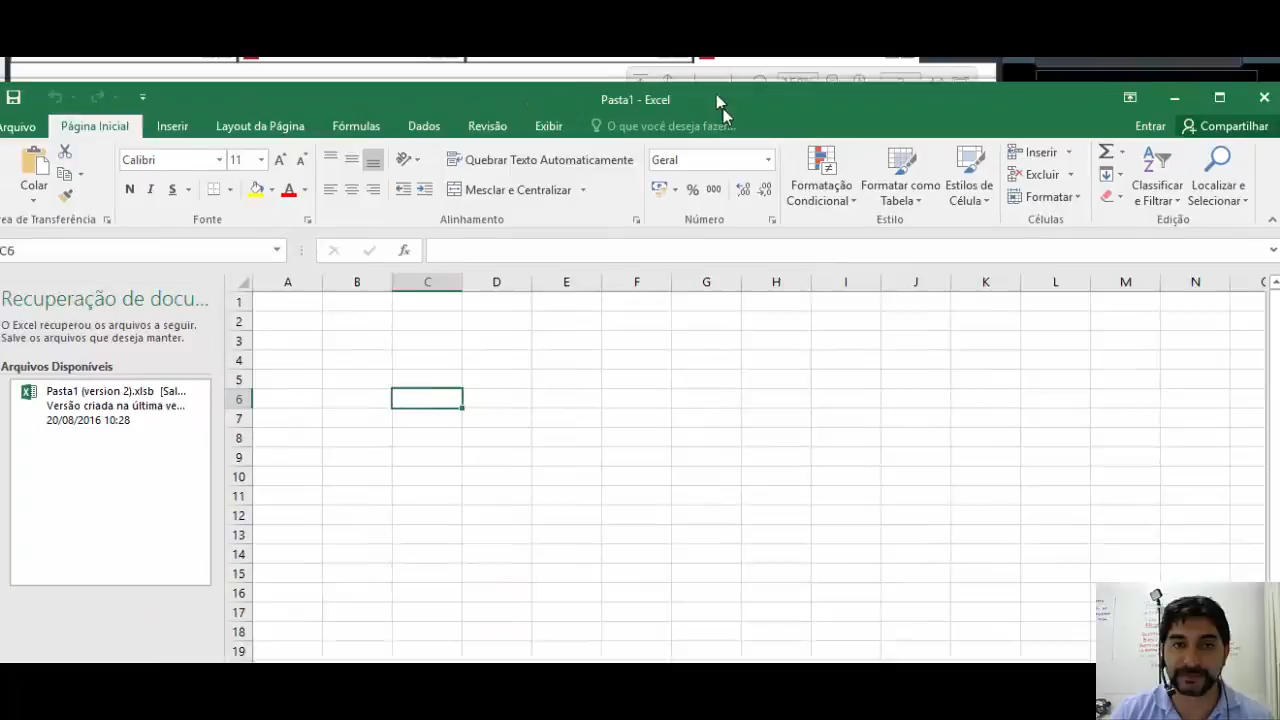 Pasta1 - Excel
Arquivo Página Inicial Inserir Layout da Página Fórmulas Dados Revisão Exibir O que você deseja fazer... Entrar Compartilhar
Colar
Calibri 11
N I S
Quebrar Texto Automaticamente
Mesclar e Centralizar
Geral
% 000
Formatação Condicional
Formatar como Tabela
Estilos de Célula
Inserir
Excluir
Formatar
Classificar e Filtrar
Localizar e Selecionar
rea de Transferência Fonte Alinhamento Número Estilo Células Edição
C6 fx
A B C D E F G H I J K L M N
Recuperação de docu...
O Excel recuperou os arquivos a seguir.
Salve os arquivos que deseja manter.
Arquivos Disponíveis
Pasta1 (version 2).xlsb [Sal...
Versão criada na última ve...
20/08/2016 10:28
1
2
3
4
5
6
7
8
9
10
11
12
13
14
15
16
17
18
19